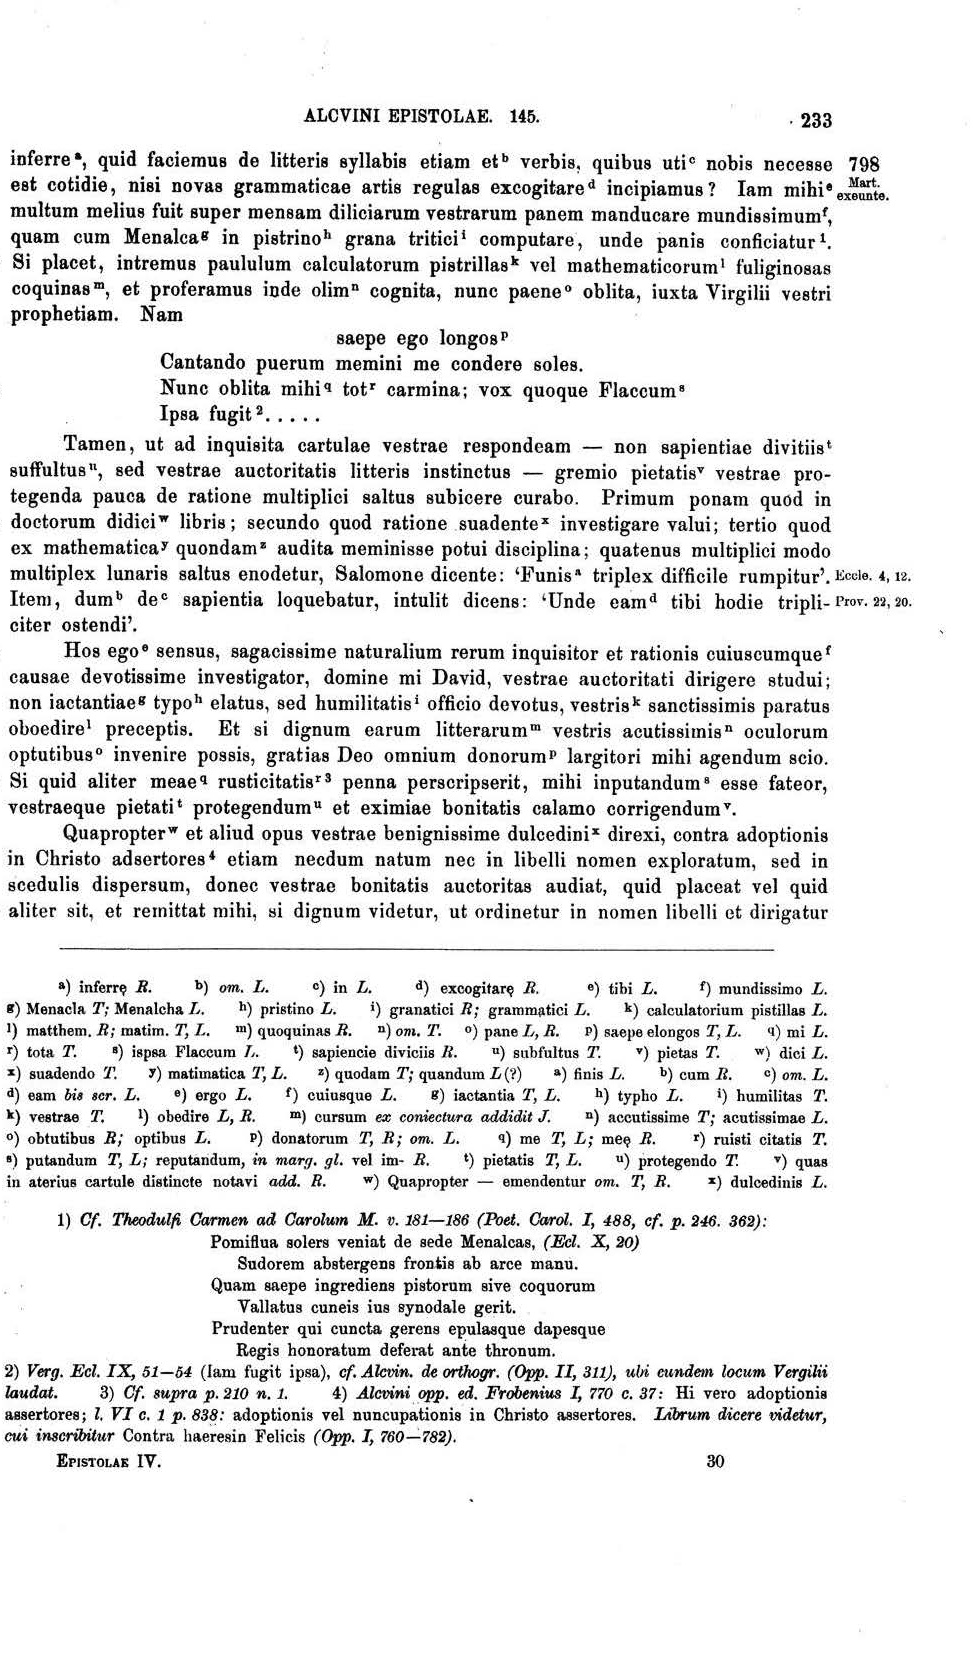 ALCVINI EPISTOLAE. 145. 233
inferre a, quid faciemus de litteris syllabis etiam et b verbis, quibus uti c nobis necesse 798
est cotidie, nisi novas grammaticae artis regulas excogitare d incipiamus? Iam mihi e Mart. exeunte.
multum melius fuit super mensam diliciarum vestrarum panem manducare mundissimum f,
quam cum Menalca g in pistrino h grana tritici i computare, unde panis conficiatur 1.
Si placet, intremus paululum calculatorum pistrillas k vel mathematicorum l fuliginosas
coquinas m, et proferamus inde olim n cognita, nunc paene o oblita, iuxta Virgilii vestri
prophetiam. Nam
saepe ego longos p
Cantando puerum memini me condere soles.
Nunc oblita mihi q tot r carmina; vox quoque Flaccum s
Ipsa fugit 2. . . . .
Tamen, ut ad inquisita cartulae vestrae respondeam — non sapientiae divitiis t
suffultus u, sed vestrae auctoritatis litteris instinctus — gremio pietatis v vestrae pro-
tegenda pauca de ratione multiplici saltus subicere curabo. Primum ponam quod in
doctorum didici w libris; secundo quod ratione suadente x investigare valui; tertio quod
ex mathematica y quondam z audita meminisse potui disciplina; quatenus multiplici modo
multiplex lunaris saltus enodetur, Salomone dicente: ‘Funis a triplex difficile rumpitur’. Eccle. 4, 12.
Item, dum b de c sapientia loquebatur, intulit dicens: ‘Unde eam d tibi hodie tripli- Prov. 22, 20.
citer ostendi’.
Hos ego e sensus, sagacissime naturalium rerum inquisitor et rationis cuiuscumque f
causae devotissime investigator, domine mi David, vestrae auctoritati dirigere studui;
non iactantiae g typo h elatus, sed humilitatis i officio devotus, vestris k sanctissimis paratus
oboedire l preceptis. Et si dignum earum litterarum m vestris acutissimis n oculorum
optutibus o invenire possis, gratias Deo omnium donorum p largitori mihi agendum scio.
Si quid aliter meae q rusticitatis r 3 penna perscripserit, mihi inputandum s esse fateor,
vestraeque pietati t protegendum u et eximiae bonitatis calamo corrigendum v.
Quapropter w et aliud opus vestrae benignissime dulcedini x direxi, contra adoptionis
in Christo adsertores 4 etiam necdum natum nec in libelli nomen exploratum, sed in
scedulis dispersum, donec vestrae bonitatis auctoritas audiat, quid placeat vel quid
aliter sit, et remittat mihi, si dignum videtur, ut ordinetur in nomen libelli et dirigatur
a) inferrę R. b) om. L. c) in L. d) excogitarę R. e) tibi L. f) mundissimo L.
g) Menacla T; Menalcha L. h) pristino L. i) granatici R; grammatici L. k) calculatorium pistillas L.
l) matthem. R; matim. T, L. m) quoquinas R. n) om. T. o) pane L, R. p) saepe elongos T, L. q) mi L.
r) tota T. s) ispsa Flaccum L. t) sapiencie diviciis R. u) subfultus T. v) pietas T. w) dici L.
x) suadendo T. y) matimatica T, L. z) quodam T; quandum L (?) a) finis L. b) cum R. c) om. L.
d) eam bis scr. L. e) ergo L. f) cuiusque L. g) iactantia T, L. h) typho L. i) humilitas T.
k) vestrae T. l) obedire L, R. m) cursum ex coniectura addidit J. n) accutissime T; acutissimae L.
o) obtutibus R; optibus L. p) donatorum T, R; om. L. q) me T, L; meę R. r) ruisti citatis T.
s) putandum T, L; reputandum, in marg. gl. vel im- R. t) pietatis T, L. u) protegendo T. v) quas
in aterius cartule distincte notavi add. R. w) Quapropter — emendentur om. T, R. x) dulcedinis L.
1) Cf. Theodulfi Carmen ad Carolum M. v. 181—186 (Poet. Carol. I, 488, cf. p. 246. 362):
Pomiflua solers veniat de sede Menalcas, (Ecl. X, 20)
Sudorem abstergens frontis ab arce manu.
Quam saepe ingrediens pistorum sive coquorum
Vallatus cuneis ius synodale gerit.
Prudenter qui cuncta gerens epulasque dapesque
Regis honoratum deferat ante thronum.
2) Verg. Ecl. IX, 51—54 (Iam fugit ipsa), cf. Alcvin. de orthogr. (Opp. II, 311), ubi eundem locum Vergilii
laudat. 3) Cf. supra p. 210 n. 1. 4) Alcvini opp. ed. Frobenius I, 770 c. 37: Hi vero adoptionis
assertores; l. VI c. 1 p. 838: adoptionis vel nuncupationis in Christo assertores. Librum dicere videtur,
cui inscribitur Contra haeresin Felicis (Opp. I, 760—782).
EPISTOLAE IV. 30